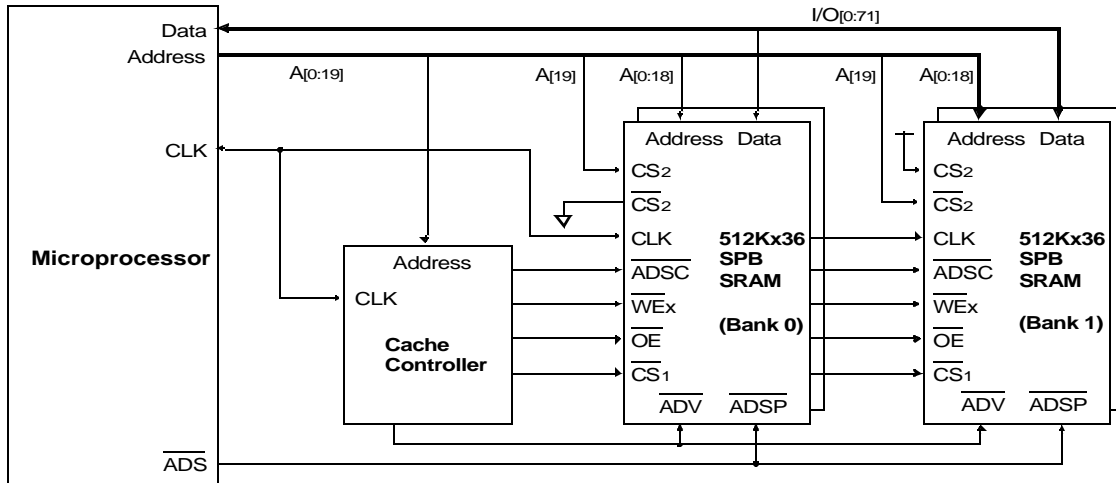 I/O[0:71]
Data
Address
A[0:19]
A[19]
A[0:18]
A[19]
A[0:18]
CLK
Microprocessor
ADS
Address
CLK
Cache
Controller
Address Data
CS2
CS2
CLK
ADSC
WEx
OE
CS1
ADV ADSP
512Kx36
SPB
SRAM
(Bank 0)
Address Data
CS2
CS2
CLK
ADSC
WEx
OE
CS1
ADV ADSP
512Kx36
SPB
SRAM
(Bank 1)